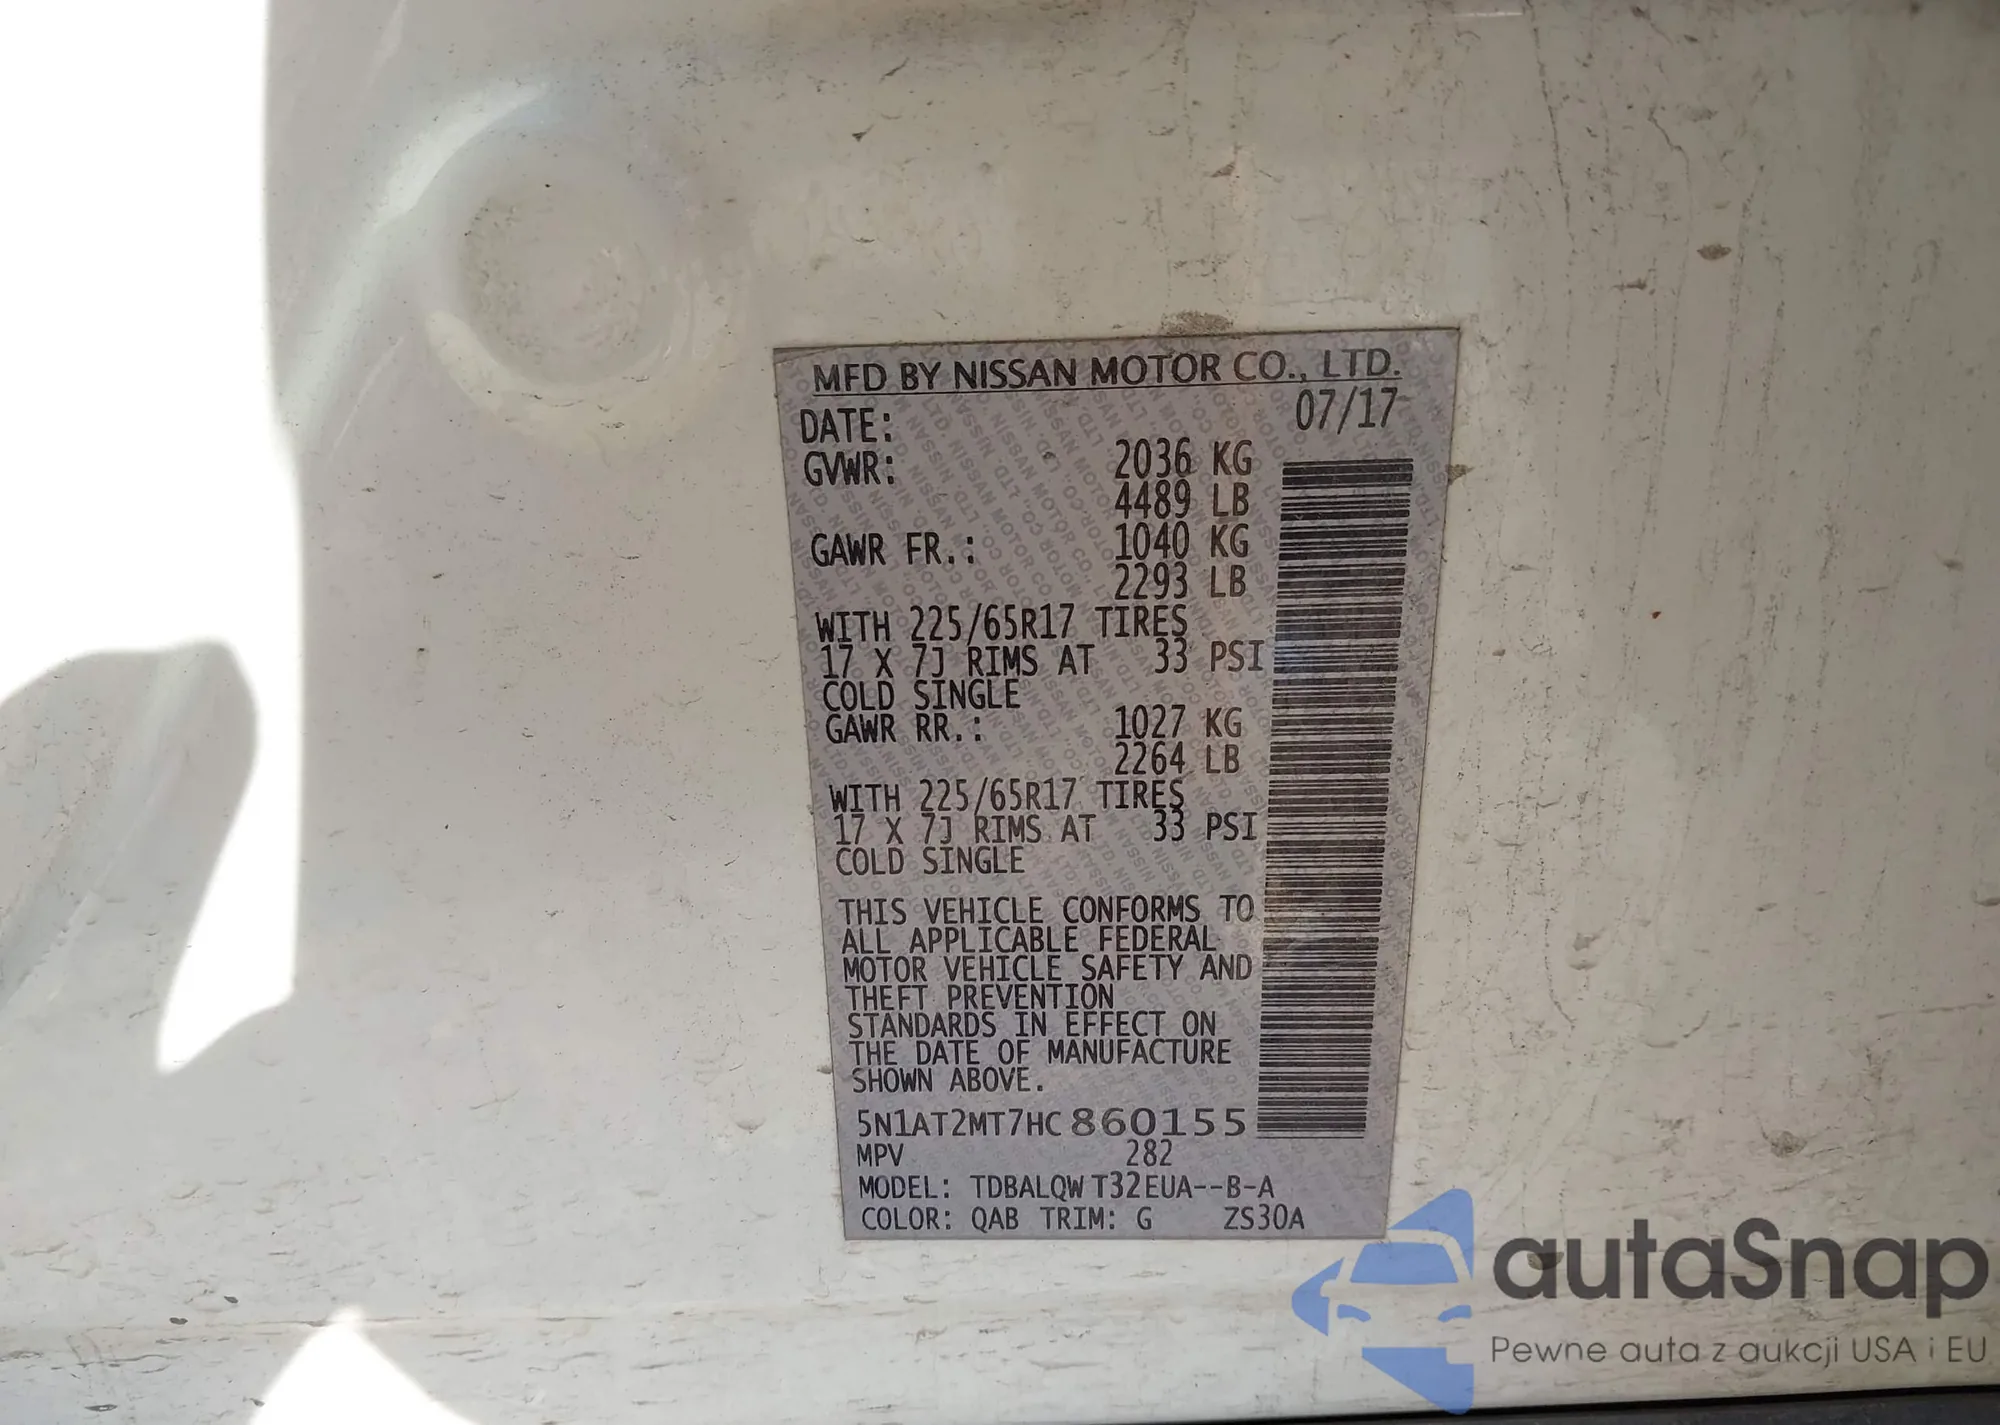 MFD BY NISSAN MOTOR CO., LTD.
DATE: 07/17
GVWR: 2036 KG
4489 LB
GAWR FR.: 1040 KG
2293 LB
WITH 225/65R17 TIRES
17 X 7J RIMS AT 33 PSI
COLD SINGLE
GAWR RR.: 1027 KG
2264 LB
WITH 225/65R17 TIRES
17 X 7J RIMS AT 33 PSI
COLD SINGLE
THIS VEHICLE CONFORMS TO
ALL APPLICABLE FEDERAL
MOTOR VEHICLE SAFETY AND
THEFT PREVENTION
STANDARDS IN EFFECT ON
THE DATE OF MANUFACTURE
SHOWN ABOVE.
5N1AT2MT7HC860155
MPV 282
MODEL: TDBALQW T32EUA--B-A
COLOR: QAB TRIM: G ZS30A
autaSnap
Pewne auta z aukcji USA i EU